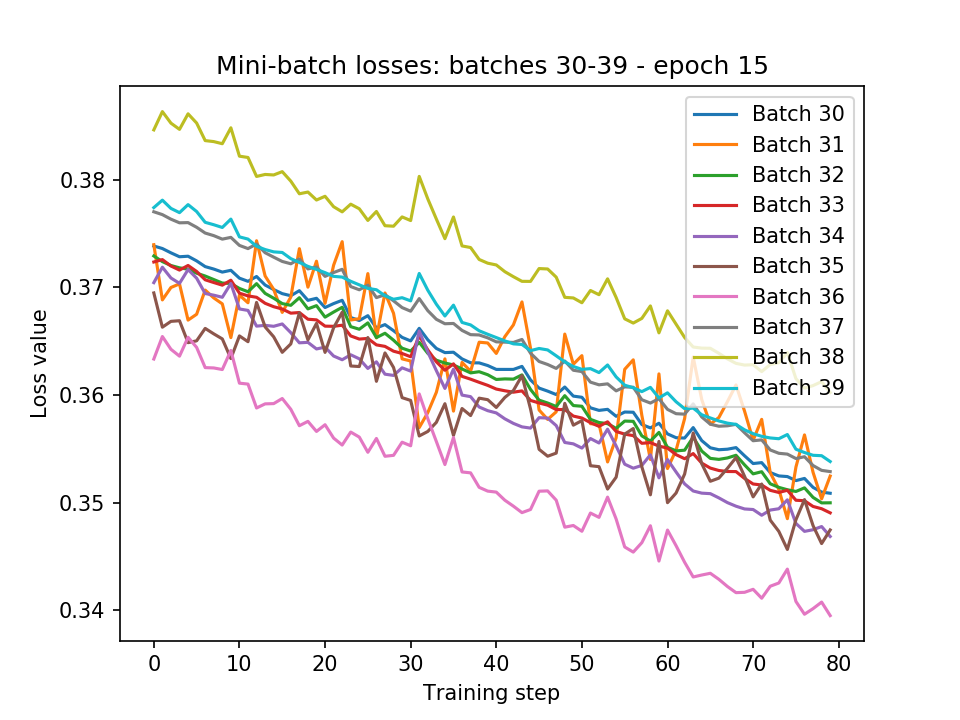 Mini-batch losses: batches 30-39 - epoch 15
Loss value
0.38
0.37
0.36
0.35
0.34
Batch 30
Batch 31
Batch 32
Batch 33
Batch 34
Batch 35
Batch 36
Batch 37
Batch 38
Batch 39
0 10 20 30 40 50 60 70 80
Training step